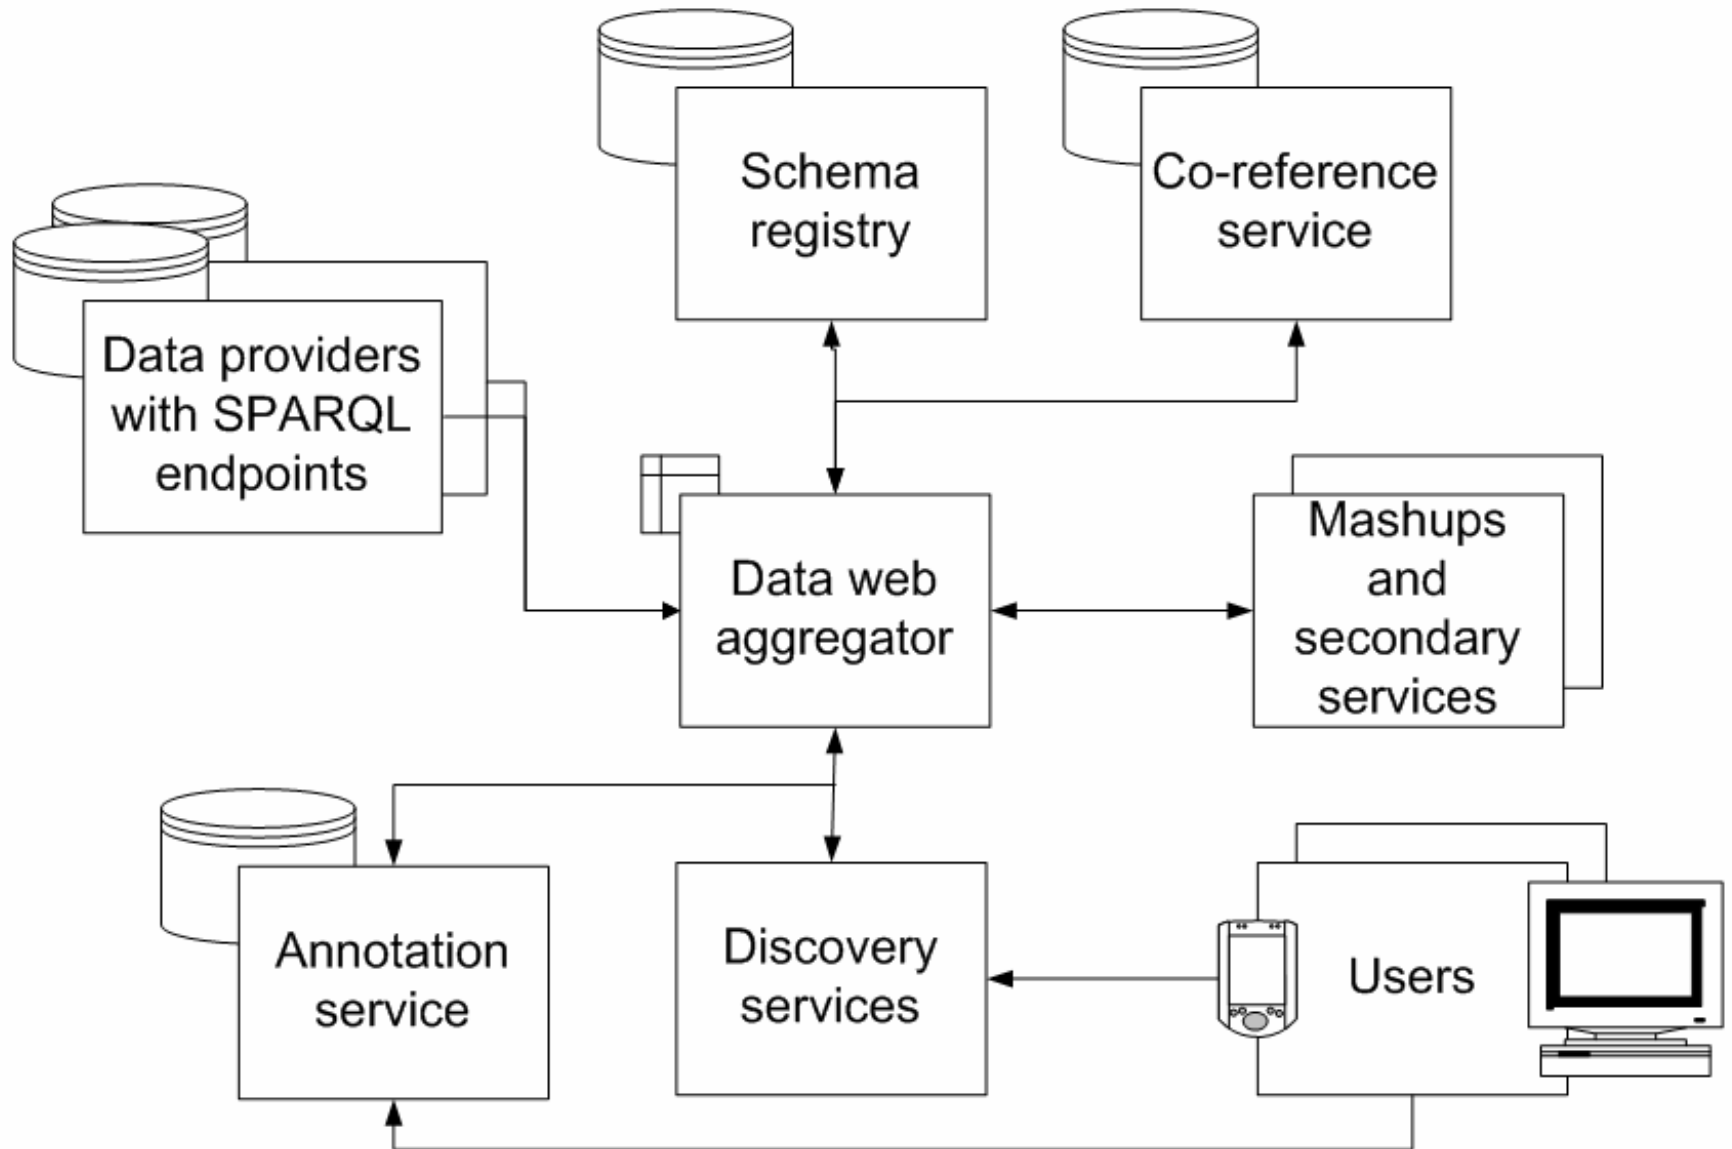 Schema
registry
Co-reference
service
Data providers
with SPARQL
endpoints
Data web
aggregator
Mashups
and
secondary
services
Annotation
service
Discovery
services
Users